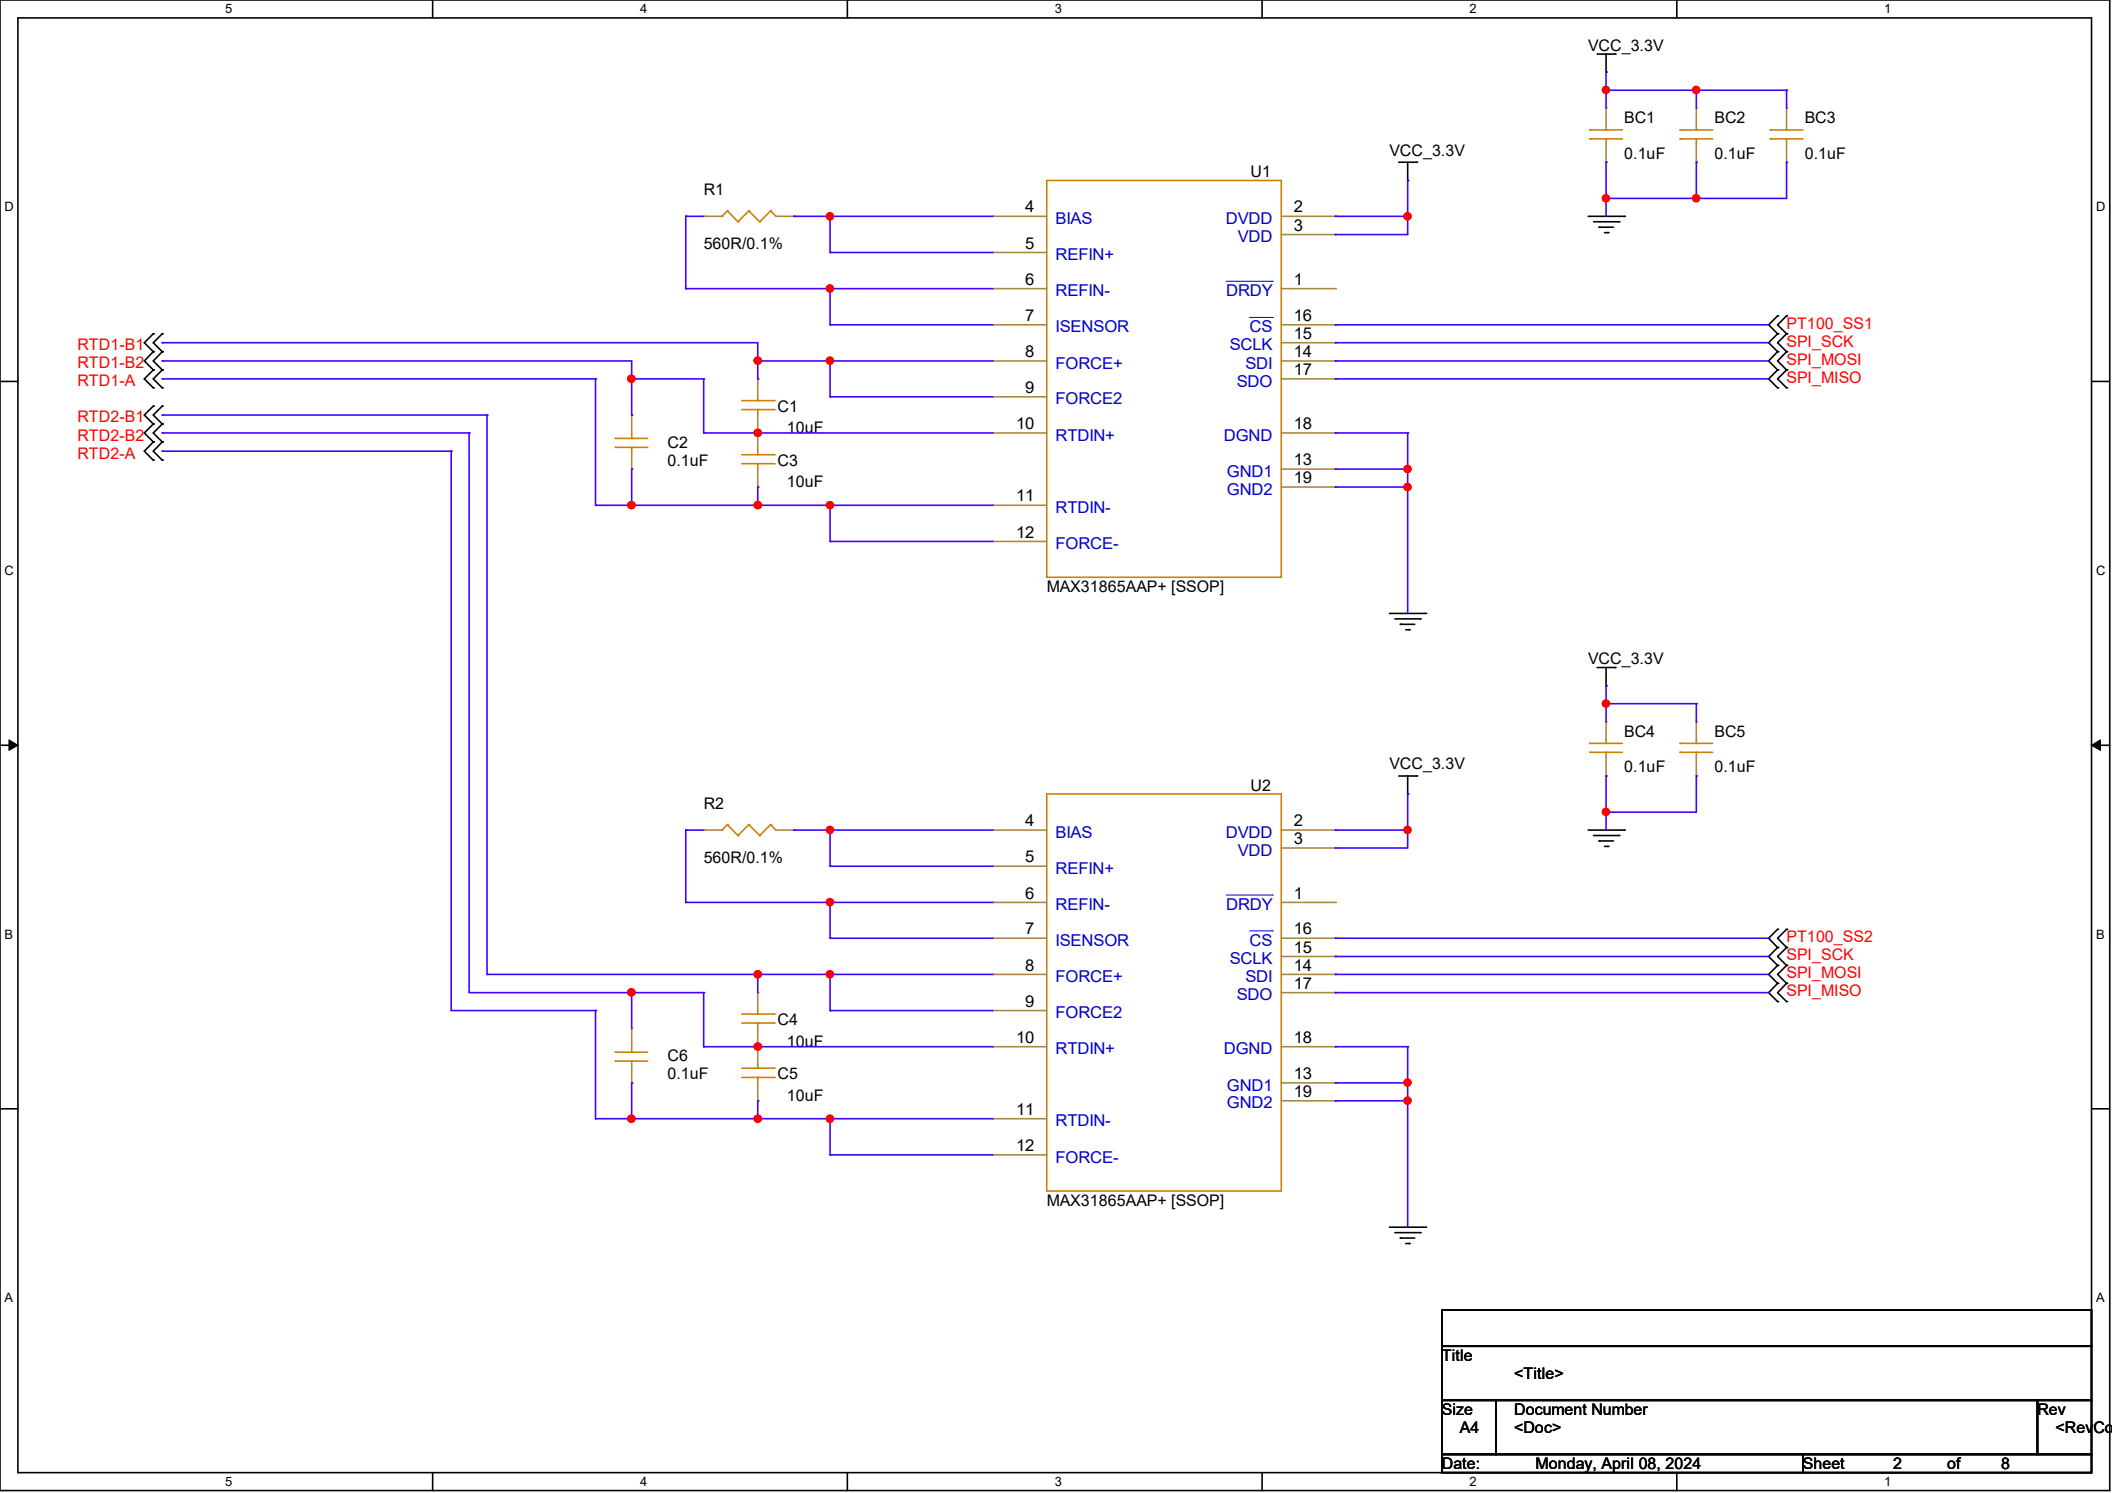 5 4 3 2 1
D D
C C
B B
A A
VCC_3.3V
BC1 BC2 BC3
0.1uF 0.1uF 0.1uF
VCC_3.3V
U1
R1
560R/0.1%
4 BIAS DVDD 2
5 REFIN+ VDD 3
6 REFIN- DRDY 1
7 ISENSOR CS 16
8 FORCE+ SCLK 15
9 FORCE2 SDI 14
10 RTDIN+ SDO 17
11 RTDIN- DGND 18
12 FORCE- GND1 13
GND2 19
MAX31865AAP+ [SSOP]
PT100_SS1
SPI_SCK
SPI_MOSI
SPI_MISO
RTD1-B1
RTD1-B2
RTD1-A
RTD2-B1
RTD2-B2
RTD2-A
C1
10uF
C2
0.1uF
C3
10uF
VCC_3.3V
BC4 BC5
0.1uF 0.1uF
VCC_3.3V
U2
R2
560R/0.1%
4 BIAS DVDD 2
5 REFIN+ VDD 3
6 REFIN- DRDY 1
7 ISENSOR CS 16
8 FORCE+ SCLK 15
9 FORCE2 SDI 14
10 RTDIN+ SDO 17
11 RTDIN- DGND 18
12 FORCE- GND1 13
GND2 19
MAX31865AAP+ [SSOP]
PT100_SS2
SPI_SCK
SPI_MOSI
SPI_MISO
C4
10uF
C6
0.1uF
C5
10uF
Title
<Title>
Size Document Number Rev
A4 <Doc> <RevCo
Date: Monday, April 08, 2024 Sheet 2 of 8
5 4 3 2 1